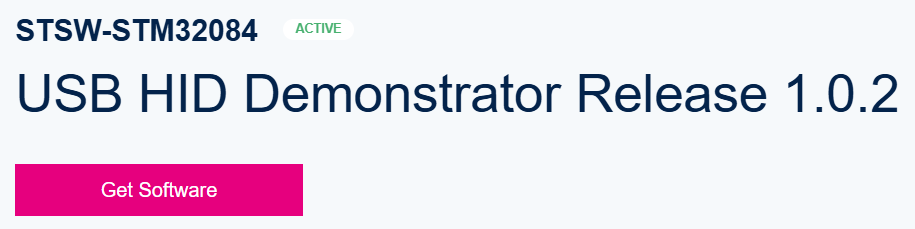 STSW-STM32084 ACTIVE
USB HID Demonstrator Release 1.0.2
Get Software